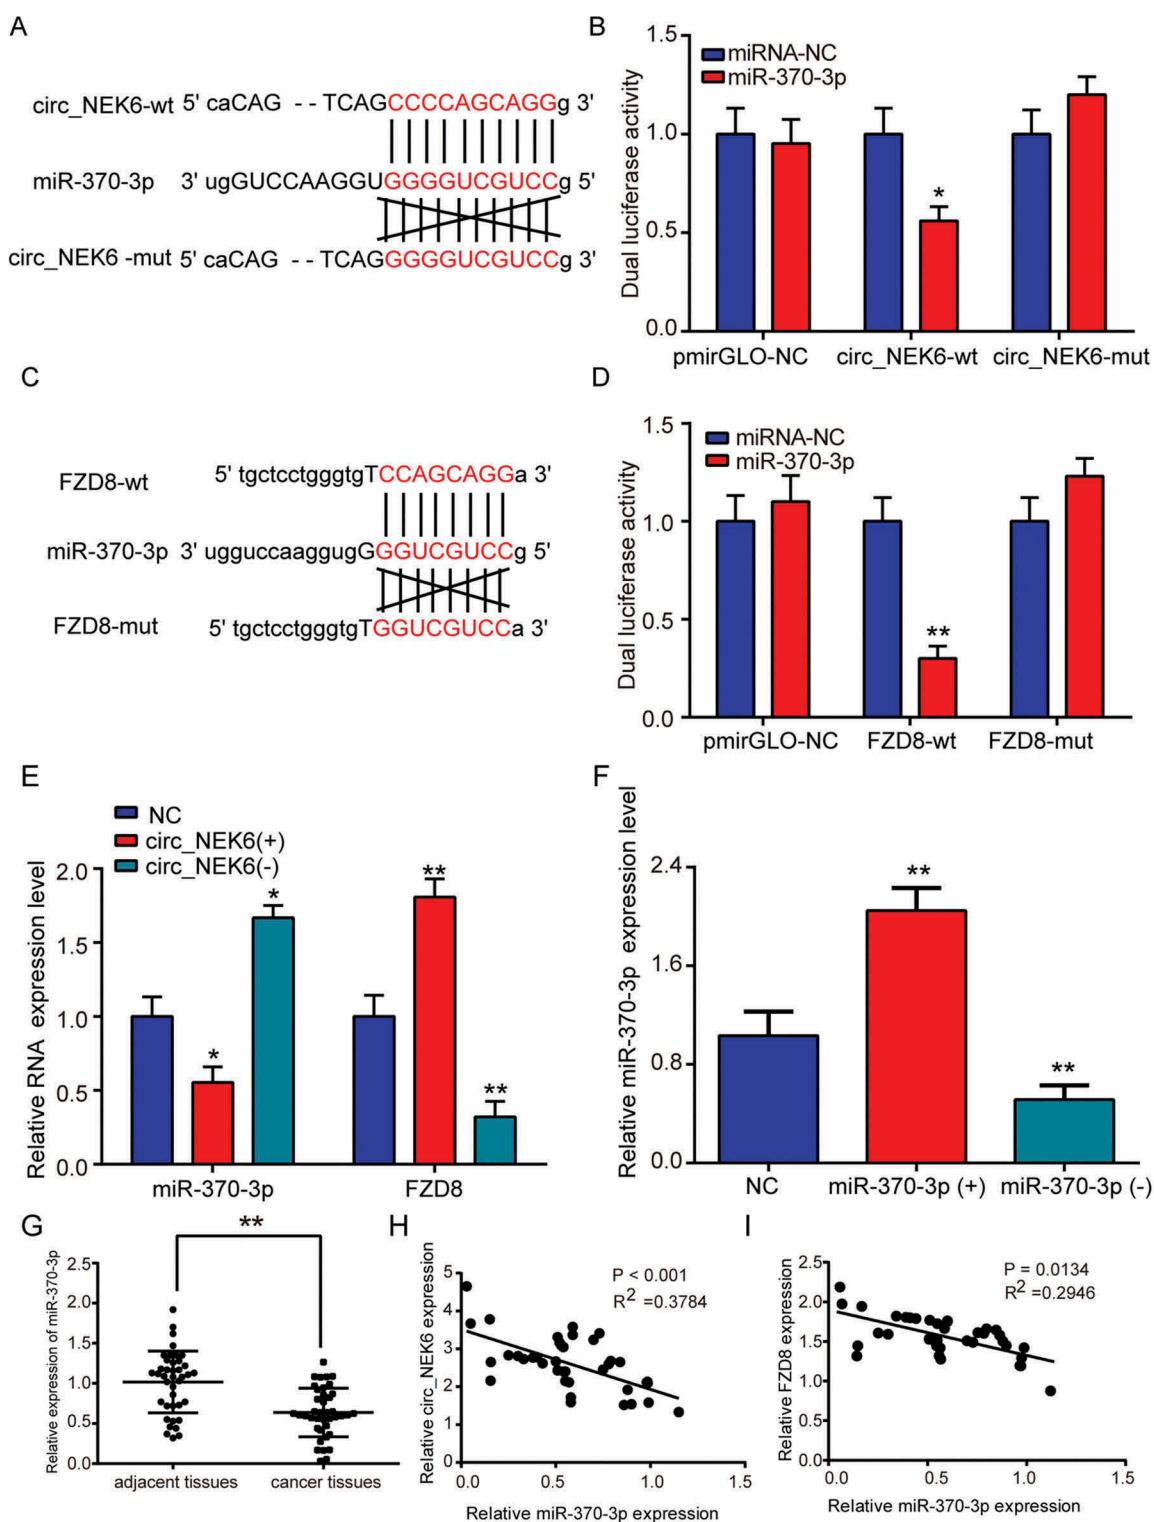 A
circ_NEK6-wt 5' caCAG - - TCAGCCCCAGCAGGg 3'
miR-370-3p 3' ugGUCCAAGGUGGGGUCGUCCg 5'
circ_NEK6 -mut 5' caCAG - - TCAGGGGGUCGUCCg 3'
B
miRNA-NC
miR-370-3p
Dual luciferase activity
1.5
1.0
0.5
0.0
pmirGLO-NC circ_NEK6-wt circ_NEK6-mut
*
C
FZD8-wt 5' tgctcctgggtgTCCAGCAGGa 3'
miR-370-3p 3' ugguccaaggugGGGUCGUCCg 5'
FZD8-mut 5' tgctcctgggtgTGGUCGUCCa 3'
D
miRNA-NC
miR-370-3p
Dual luciferase activity
1.5
1.0
0.5
0.0
**
pmirGLO-NC FZD8-wt FZD8-mut
E
NC
circ_NEK6(+)
circ_NEK6(-)
Relative RNA expression level
2.0
1.5
1.0
0.5
0.0
* * ** **
miR-370-3p FZD8
F
Relative miR-370-3p expression level
2.4
1.6
0.8
0.0
** **
NC miR-370-3p (+) miR-370-3p (-)
G
**
Relative expression of miR-370-3p
2.5
2.0
1.5
1.0
0.5
0.0
adjacent tissues cancer tissues
H
P < 0.001
R2 =0.3784
Relative circ_NEK6 expression
5
4
3
2
1
0
0.0 0.5 1.0 1.5
Relative miR-370-3p expression
I
P = 0.0134
R2 =0.2946
Relative FZD8 expression
2.5
2.0
1.5
1.0
0.5
0.0
0.0 0.5 1.0 1.5
Relative miR-370-3p expression